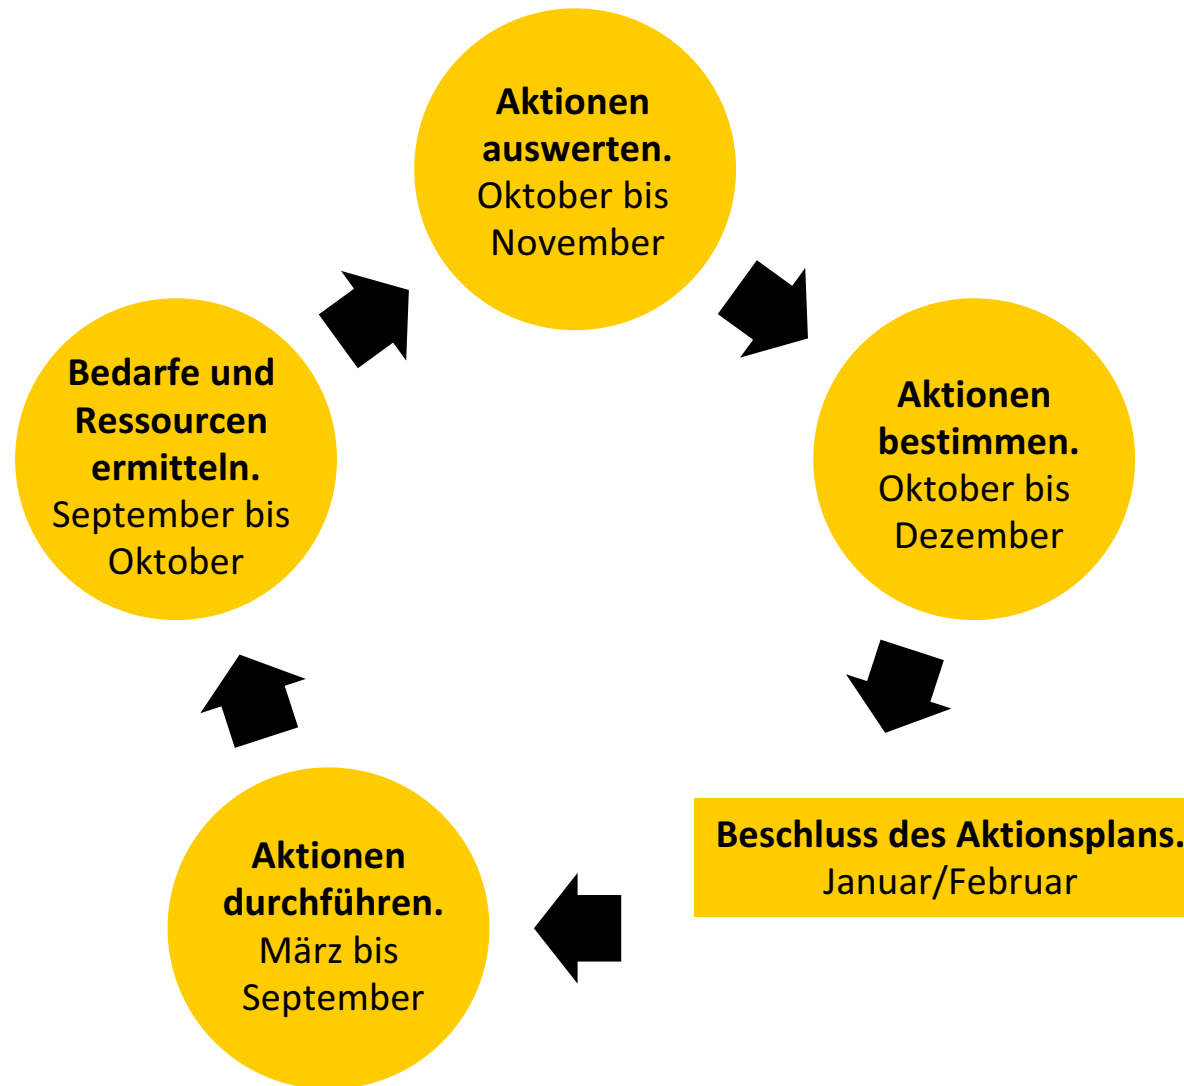 Aktionen
auswerten.
Oktober bis
November
Aktionen
bestimmen.
Oktober bis
Dezember
Beschluss des Aktionsplans.
Januar/Februar
Aktionen
durchführen.
März bis
September
Bedarfe und
Ressourcen
ermitteln.
September bis
Oktober